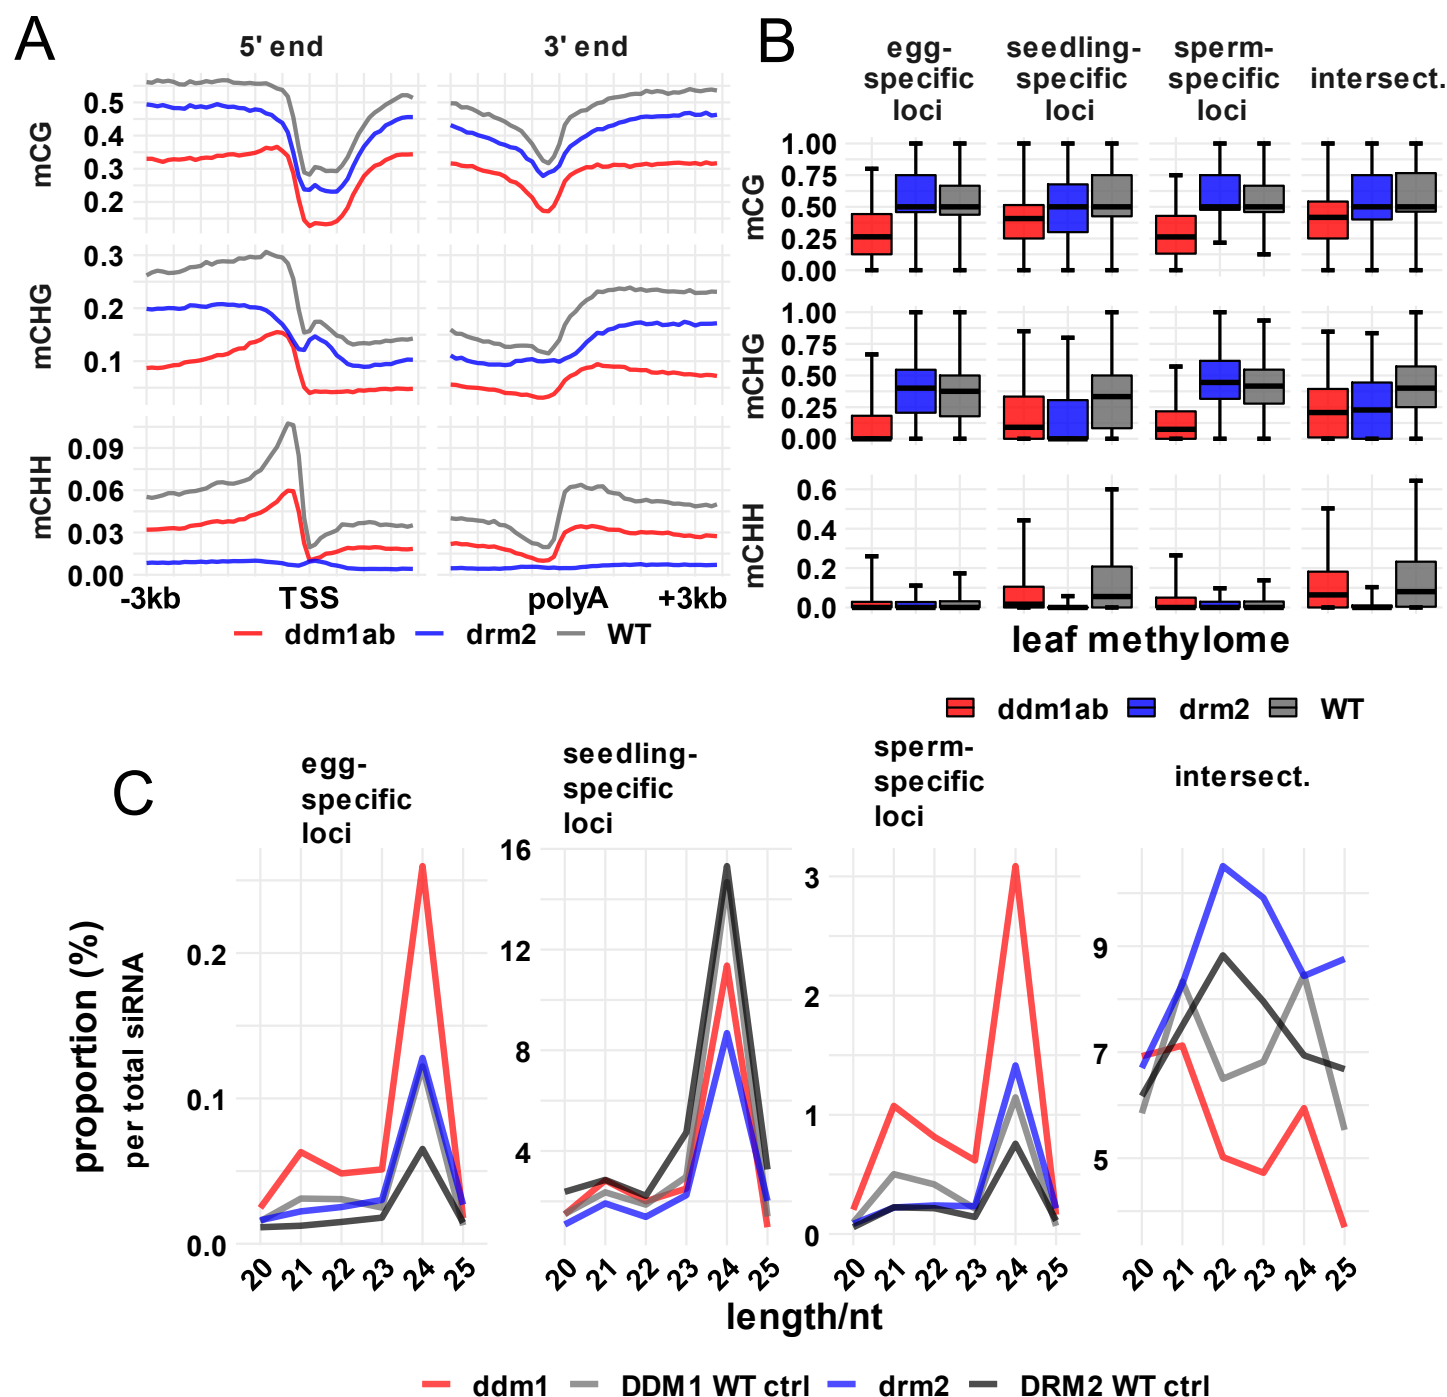 A
5' end
3' end
mCG
0.5
0.4
0.3
0.2
mCHG
0.3
0.2
0.1
mCHH
0.09
0.06
0.03
0.00
-3kb
TSS
polyA
+3kb
ddm1ab
drm2
WT
B
egg-
specific
loci
seedling-
specific
loci
sperm-
specific
loci
intersect.
mCG
1.00
0.75
0.50
0.25
0.00
mCHG
1.00
0.75
0.50
0.25
0.00
mCHH
0.6
0.4
0.2
0.0
leaf methylome
ddm1ab
drm2
WT
C
egg-
specific
loci
seedling-
specific
loci
sperm-
specific
loci
intersect.
proportion (%)
per total siRNA
0.2
0.1
0.0
20 21 22 23 24 25
16
12
8
4
20 21 22 23 24 25
3
2
1
0
20 21 22 23 24 25
9
7
5
20 21 22 23 24 25
length/nt
ddm1
DDM1 WT ctrl
drm2
DRM2 WT ctrl